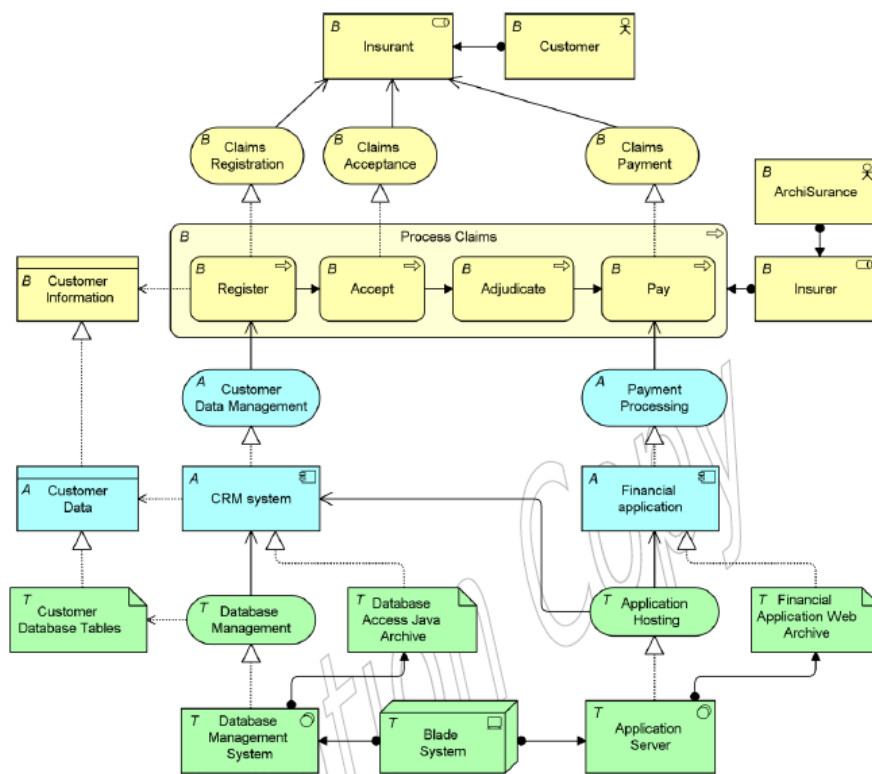 B
Insurant
B
Customer
B
Claims
Registration
B
Claims
Acceptance
B
Claims
Payment
B
ArchiSurance
B
Process Claims
B
Customer
Information
B
Register
B
Accept
B
Adjudicate
B
Pay
B
Insurer
A
Customer
Data Management
A
Payment
Processing
A
Customer
Data
A
CRM system
A
Financial
application
T
Customer
Database Tables
T
Database
Management
T
Database
Access Java
Archive
T
Application
Hosting
T
Financial
Application Web
Archive
T
Database
Management
System
T
Blade
System
T
Application
Server
Copy